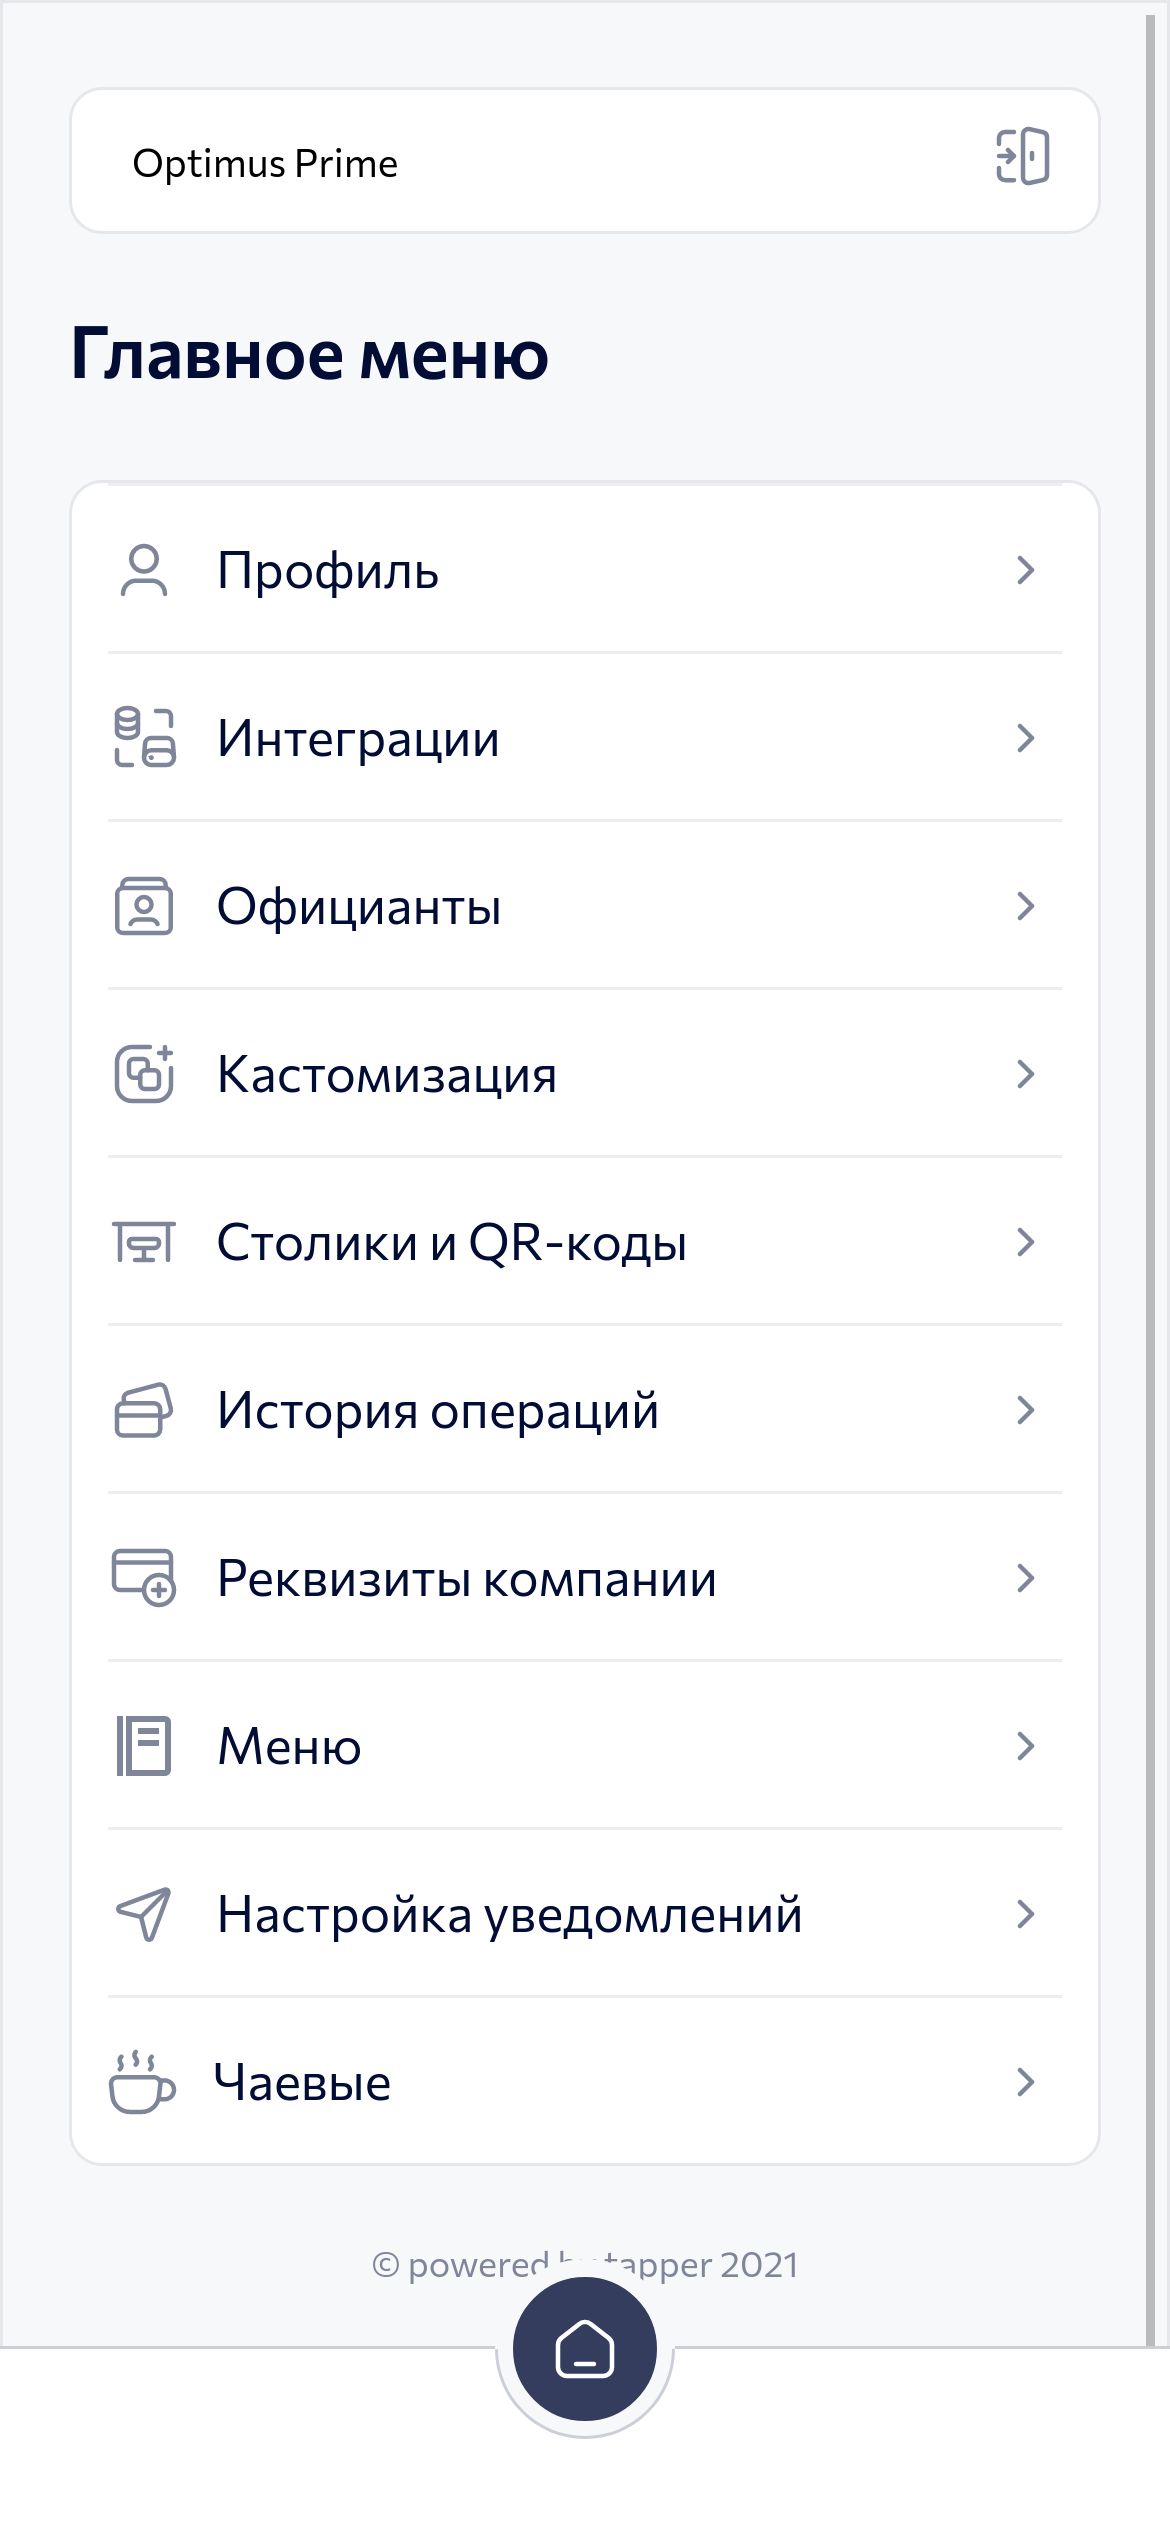 Optimus Prime
Главное меню
Профиль
Интеграции
Официанты
Кастомизация
Столики и QR-коды
История операций
Реквизиты компании
Меню
Настройка уведомлений
Чаевые
© powered by tapper 2021